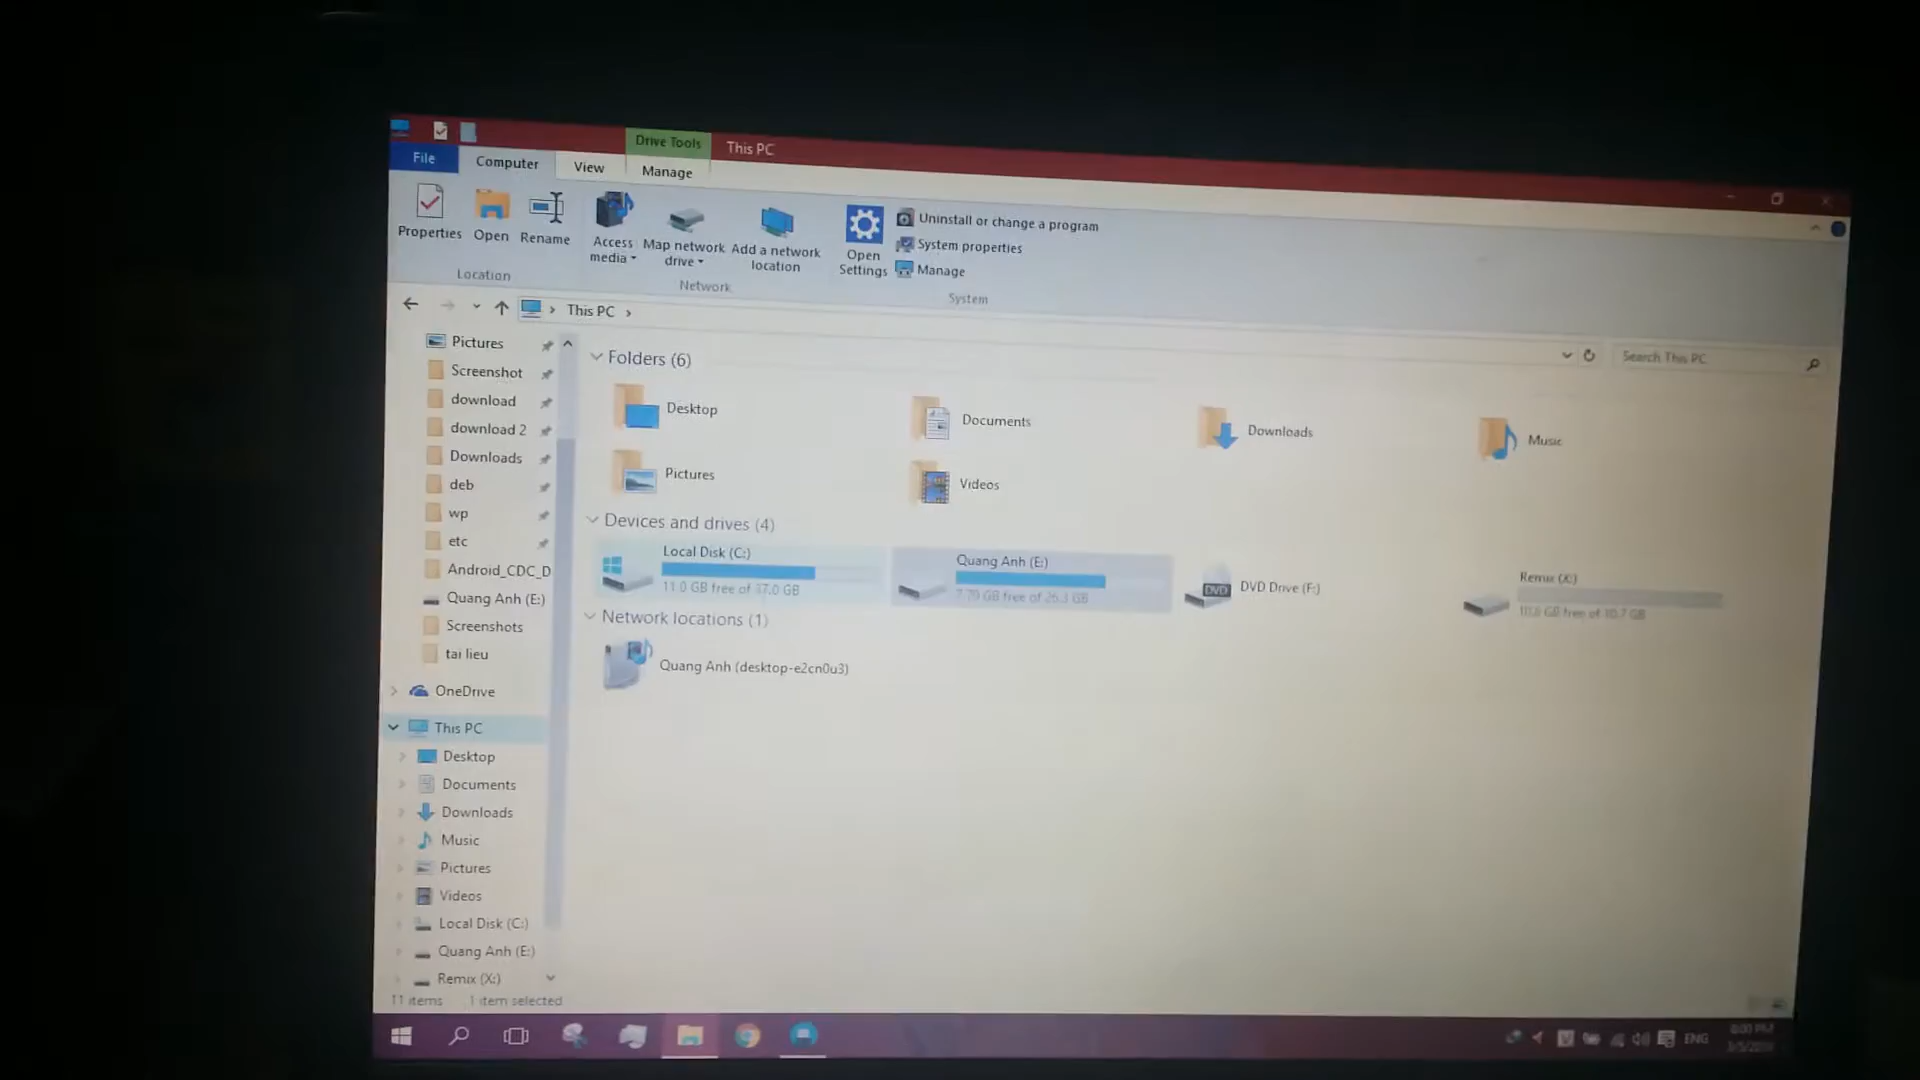 Drive Tools
This PC
File
Computer
View
Manage
Properties
Open
Rename
Access media
Map network drive
Add a network location
Open Settings
Uninstall or change a program
System properties
Manage
Location
Network
System
This PC
Search This PC
Pictures
Screenshot
download
download 2
Downloads
deb
wp
etc
Android_CDC_D
Quang Anh (E:)
Screenshots
tai lieu
OneDrive
This PC
Desktop
Documents
Downloads
Music
Pictures
Videos
Local Disk (C:)
Quang Anh (E:)
Remix (X:)
Folders (6)
Desktop
Documents
Downloads
Music
Pictures
Videos
Devices and drives (4)
Local Disk (C:)
11.0 GB free of 37.0 GB
Quang Anh (E:)
7.70 GB free of 26.3 GB
DVD
DVD Drive (F:)
Remix (X:)
GB free of 10.7 GB
Network locations (1)
Quang Anh (desktop-e2cn0u3)
11 items
1 item selected
ENG
8:00 PM